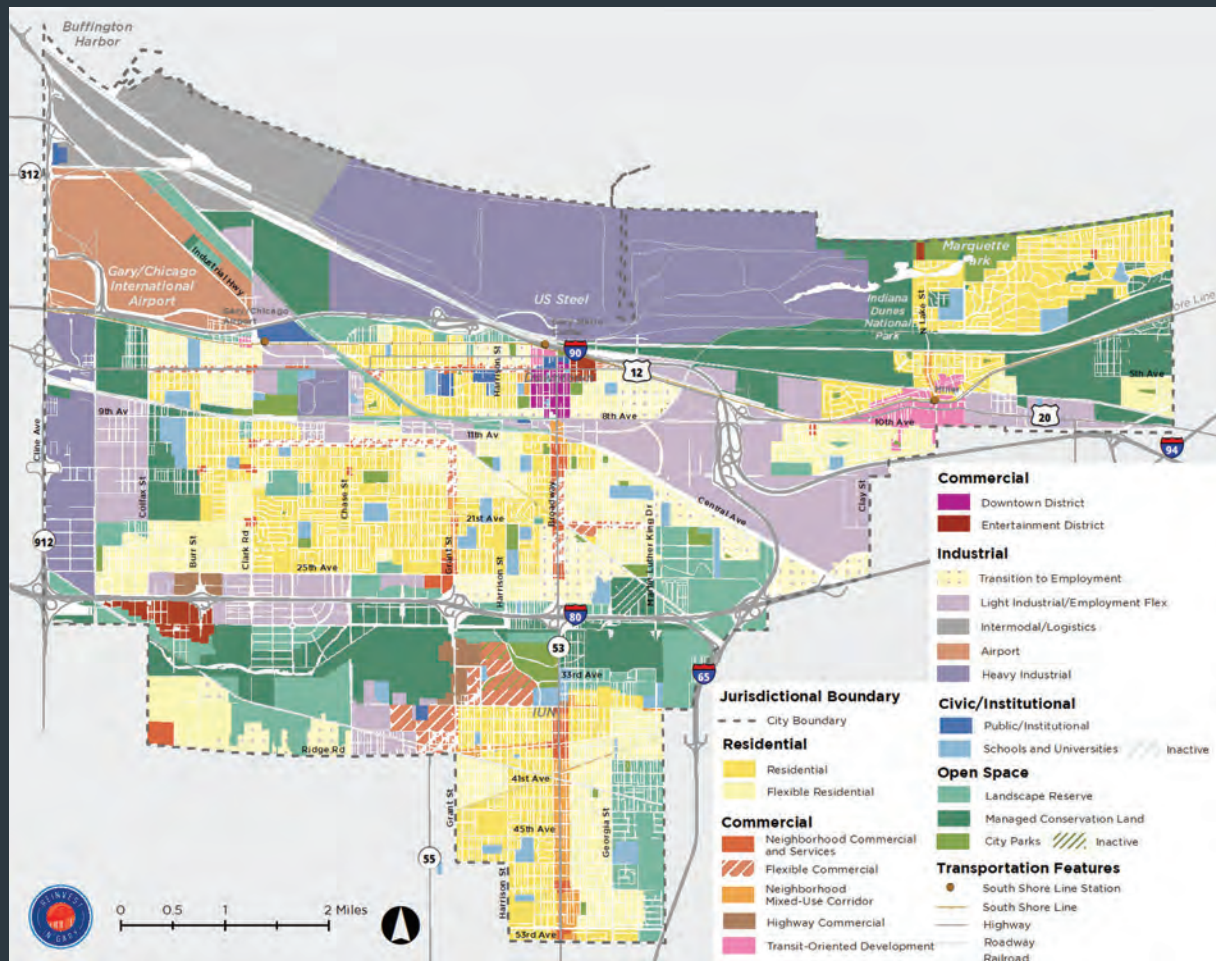 Buffington
Harbor
312
Gary/Chicago
International
Airport
Industrial Hwy
Gary/Chicago
Airport
US Steel
Marquette
Park
Indiana
Dunes
National
Park
Lake St
Shore Line
90
12
Harrison St
5th Ave
Miller
9th Av
8th Ave
10th Ave
20
11th Av
94
Cline Ave
Colfax St
Chase St
Broadway
Central Ave
Clay St
21st Ave
Martin Luther King Dr
912
Burr St
Clark Rd
Grant St
25th Ave
Harrison St
80
53
33rd Ave
65
IUN
Ridge Rd
41st Ave
Grant St
45th Ave
Georgia St
55
Harrison St
53rd Ave
Commercial
Downtown District
Entertainment District
Industrial
Transition to Employment
Light Industrial/Employment Flex
Intermodal/Logistics
Airport
Heavy Industrial
Jurisdictional Boundary
City Boundary
Civic/Institutional
Public/Institutional
Schools and Universities Inactive
Residential
Residential
Flexible Residential
Open Space
Landscape Reserve
Managed Conservation Land
City Parks Inactive
Commercial
Neighborhood Commercial
and Services
Flexible Commercial
Neighborhood
Mixed-Use Corridor
Highway Commercial
Transit-Oriented Development
Transportation Features
South Shore Line Station
South Shore Line
Highway
Roadway
Railroad
0 0.5 1 2 Miles
REINVEST
IN GARY